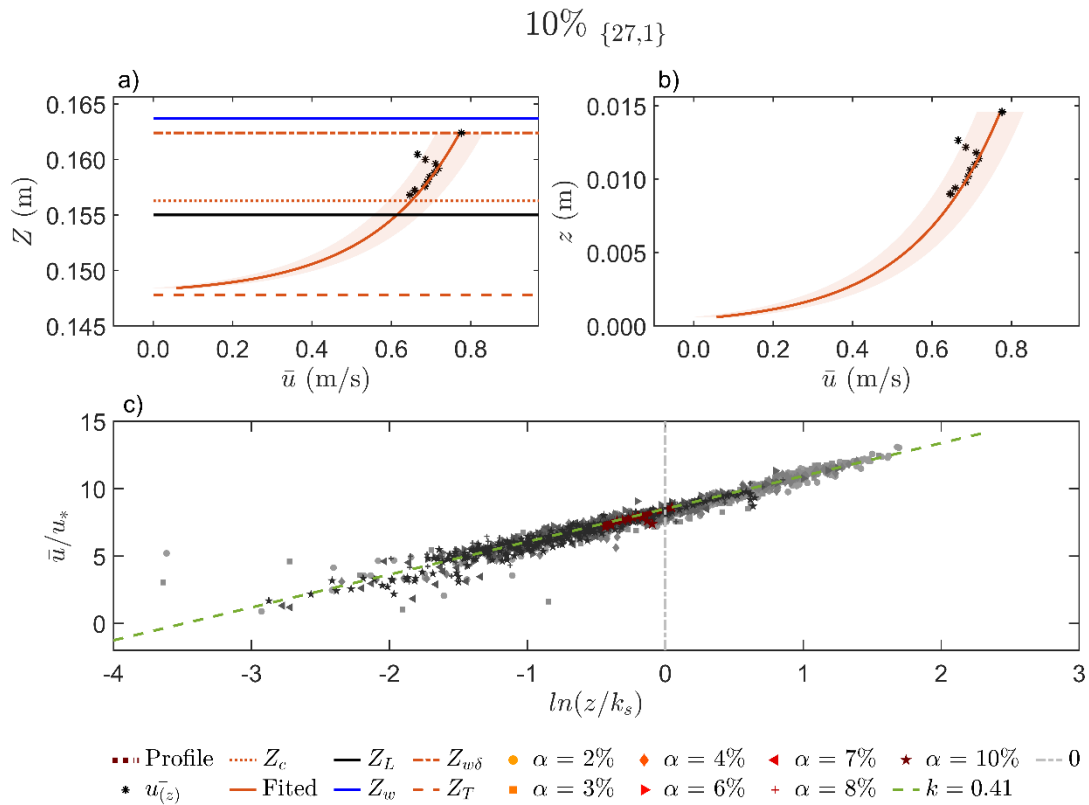 10% {27,1}
a)
b)
0.165
0.160
0.155
0.150
0.145
Z (m)
0.0 0.2 0.4 0.6 0.8
ū (m/s)
0.015
0.010
0.005
0.000
z (m)
0.0 0.2 0.4 0.6 0.8
ū (m/s)
c)
15
10
5
0
ū/u*
-4 -3 -2 -1 0 1 2 3
ln(z/ks)
Profile Zc ZL Zwδ α = 2% α = 4% α = 7% α = 10% 0
ū(z) Fited Zw ZT α = 3% α = 6% α = 8% k = 0.41